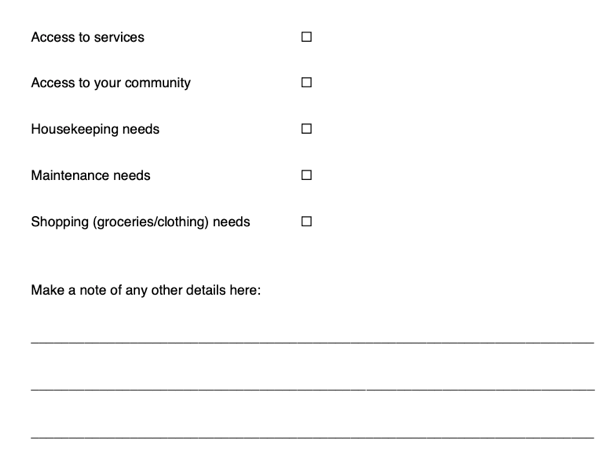 Access to services ☐
Access to your community ☐
Housekeeping needs ☐
Maintenance needs ☐
Shopping (groceries/clothing) needs ☐
Make a note of any other details here: